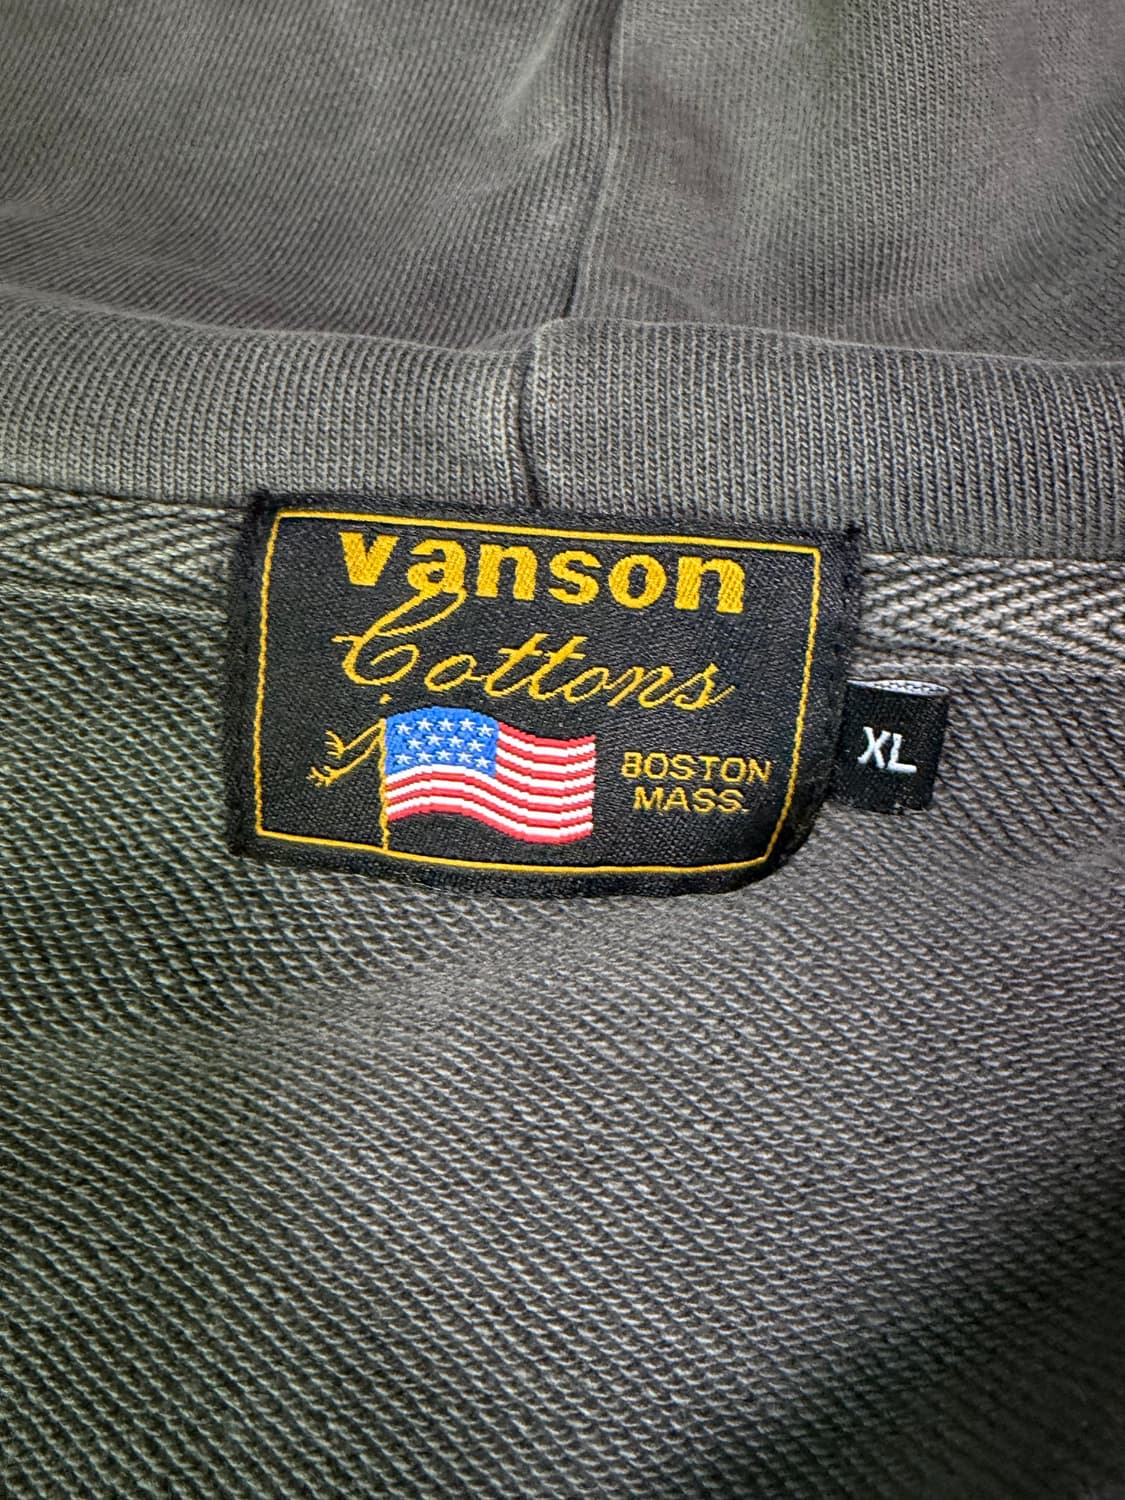 vanson
Cottons
BOSTON
MASS.
XL